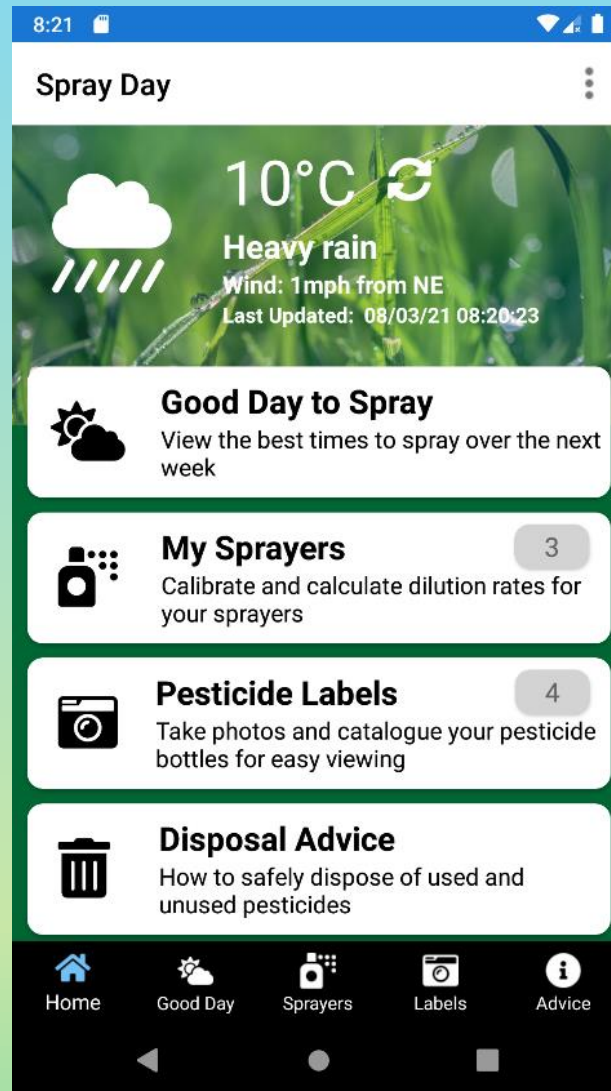 8:21
Spray Day
10°C
Heavy rain
Wind: 1mph from NE
Last Updated: 08/03/21 08:20:23
Good Day to Spray
View the best times to spray over the next
week
My Sprayers
3
Calibrate and calculate dilution rates for
your sprayers
Pesticide Labels
4
Take photos and catalogue your pesticide
bottles for easy viewing
Disposal Advice
How to safely dispose of used and
unused pesticides
Home
Good Day
Sprayers
Labels
Advice